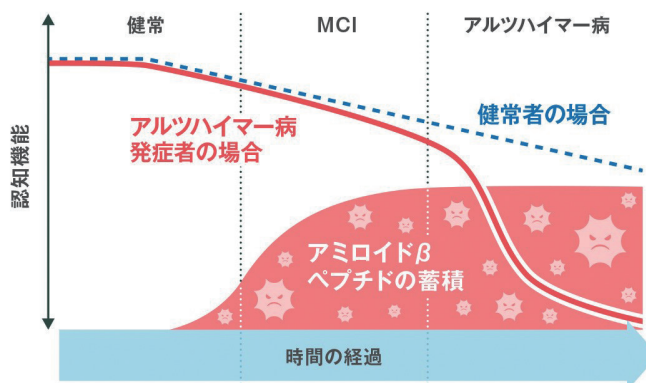 健常
MCI
アルツハイマー病
認知機能
アルツハイマー病
発症者の場合
健常者の場合
アミロイドβ
ペプチドの蓄積
時間の経過